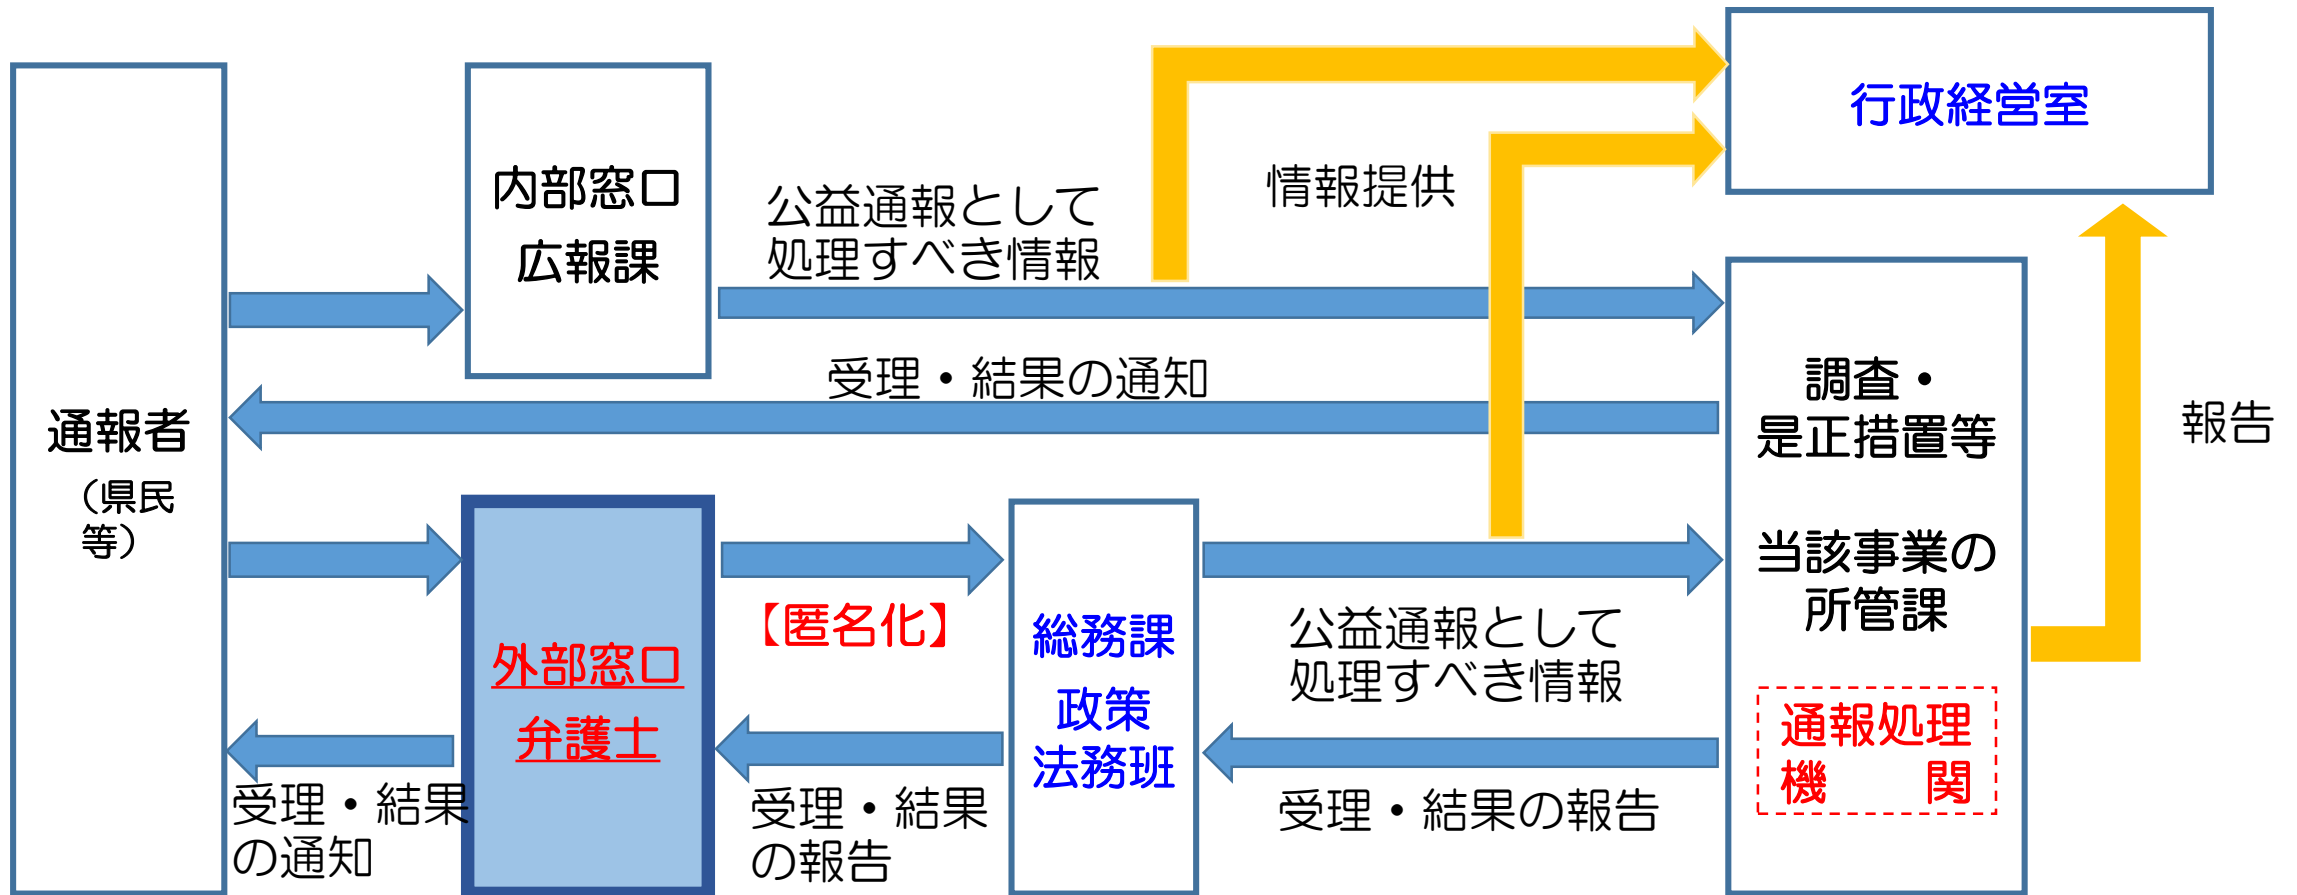 行政経営室
内部窓口
広報課
公益通報として
処理すべき情報
情報提供
受理・結果の通知
通報者
（県民
等）
調査・
是正措置等
当該事業の
所管課
通報処理
機　　関
報告
外部窓口
弁護士
【匿名化】
総務課
政策
法務班
公益通報として
処理すべき情報
受理・結果
の通知
受理・結果
の報告
受理・結果の報告